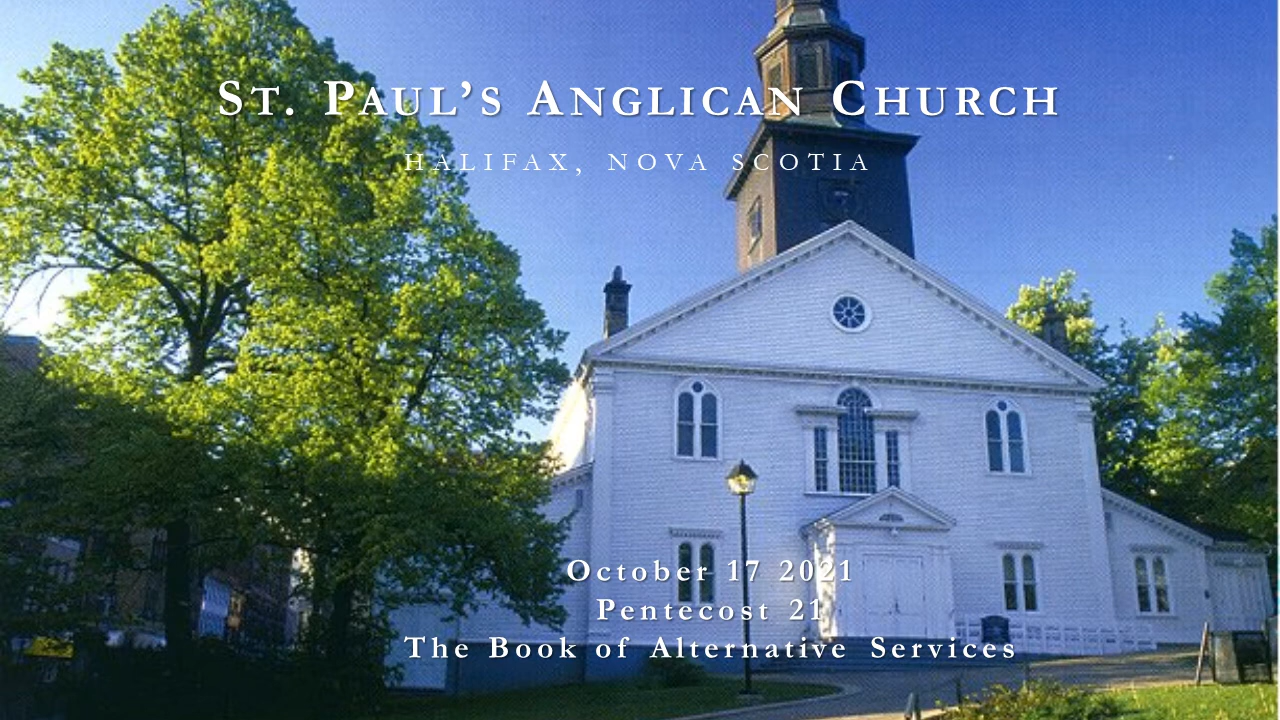 St. Paul’s Anglican Church
HALIFAX, NOVA SCOTIA
October 17 2021
Pentecost 21
The Book of Alternative Services